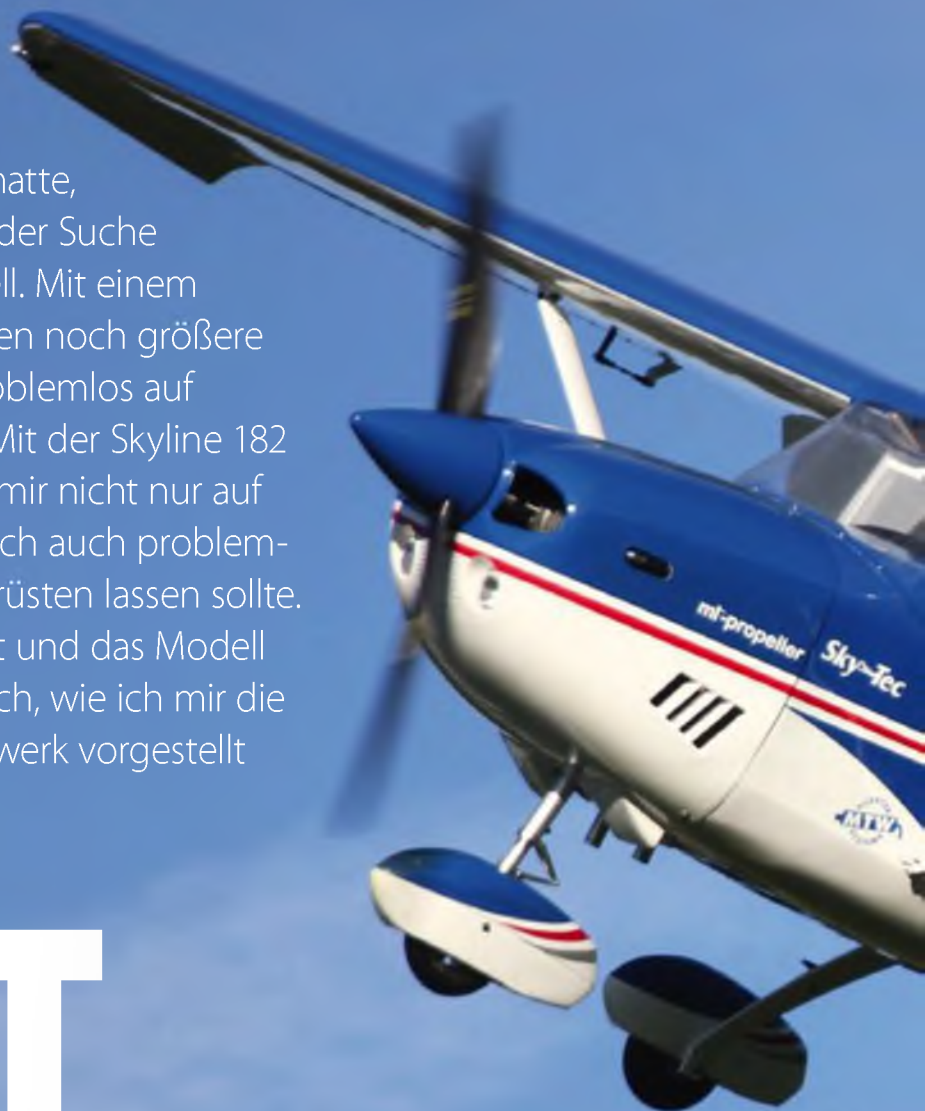 hatte,
der Suche
ll. Mit einem
en noch größere
oblemlos auf
Mit der Skyline 182
mir nicht nur auf
ch auch problem-
rüsten lassen sollte.
t und das Modell
ch, wie ich mir die
werk vorgestellt
mt-propeller
Sky-Tec
MTW
T